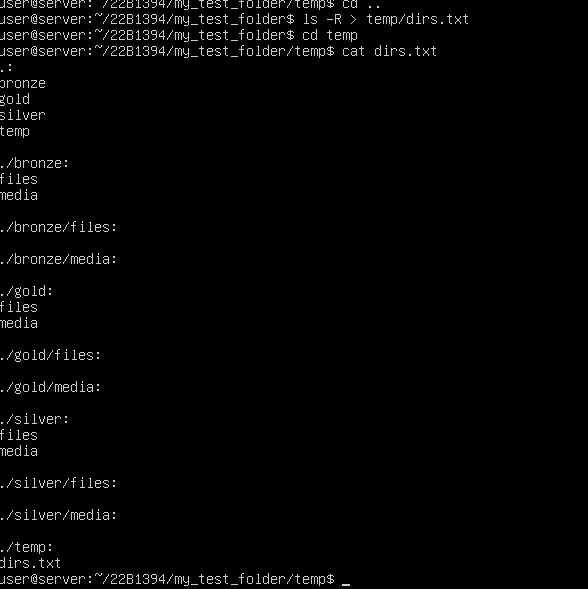 user@server:~/22B1394/my_test_folder/temp$ cd ..
user@server:~/22B1394/my_test_folder$ ls -R > temp/dirs.txt
user@server:~/22B1394/my_test_folder$ cd temp
user@server:~/22B1394/my_test_folder/temp$ cat dirs.txt
.:
bronze
gold
silver
temp

./bronze:
files
media

./bronze/files:

./bronze/media:

./gold:
files
media

./gold/files:

./gold/media:

./silver:
files
media

./silver/files:

./silver/media:

./temp:
dirs.txt
user@server:~/22B1394/my_test_folder/temp$ _